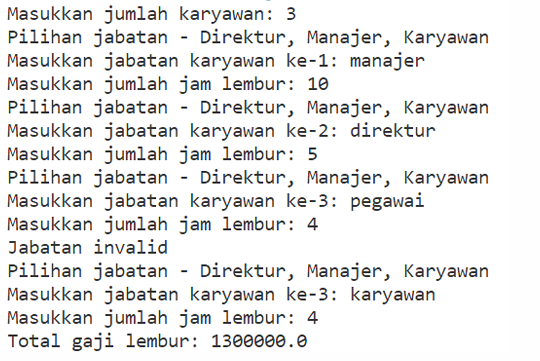 Masukkan jumlah karyawan: 3
Pilihan jabatan - Direktur, Manajer, Karyawan
Masukkan jabatan karyawan ke-1: manajer
Masukkan jumlah jam lembur: 10
Pilihan jabatan - Direktur, Manajer, Karyawan
Masukkan jabatan karyawan ke-2: direktur
Masukkan jumlah jam lembur: 5
Pilihan jabatan - Direktur, Manajer, Karyawan
Masukkan jabatan karyawan ke-3: pegawai
Masukkan jumlah jam lembur: 4
Jabatan invalid
Pilihan jabatan - Direktur, Manajer, Karyawan
Masukkan jabatan karyawan ke-3: karyawan
Masukkan jumlah jam lembur: 4
Total gaji lembur: 1300000.0